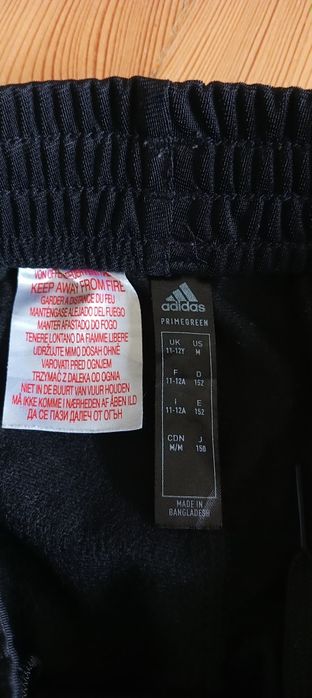 KEEP AWAY FROM FIRE
GARDER A DISTANCE DU FEU
MANTENGASE ALEJADO DEL FUEGO
MANTER AFASTADO DO FOGO
TENERE LONTANO DA FIAMME LIBERE
UDRŽUJTE MIMO DOSAH OHNĚ
VAROVATI PRED OGNJEM
TRZYMAĆ Z DALEKA OD OGNIA
NIET IN DE BUURT VAN VUUR HOUDEN
MÅ IKKE KOMME I NÆRHEDEN AF ÅBEN ILD
ДА СЕ ПАЗИ ДАЛЕЧ ОТ ОГЪН
adidas
PRIMEGREEN
UK US
11-12Y M
F D
11-12A 152
I E
11-12A 152
CDN J
M/M 150
MADE IN
BANGLADESH